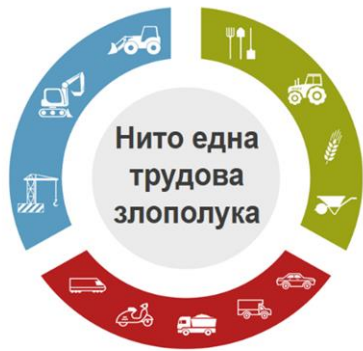 Нито една
трудова
злополука